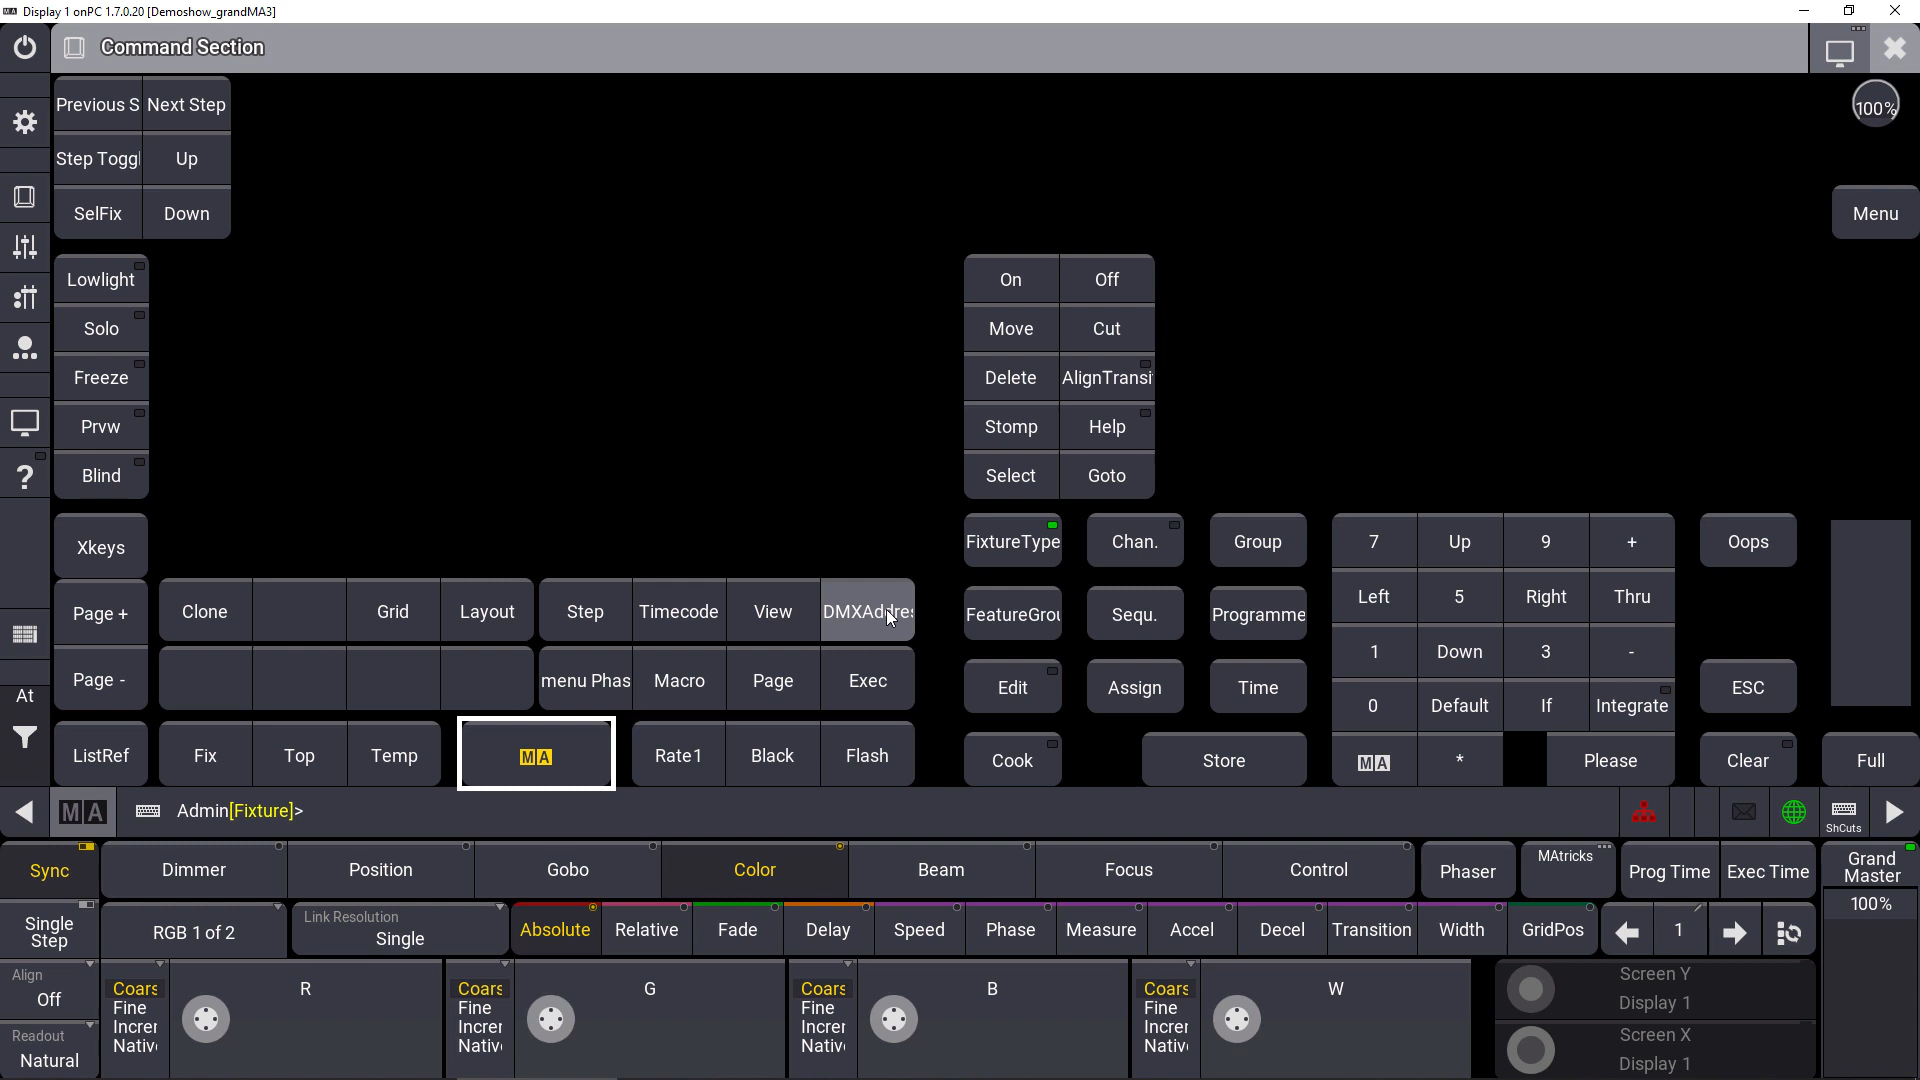 Display 1 onPC 1.7.0.20 [Demoshow_grandMA3]
Command Section
Previous S Next Step
100%
Step Toggl Up
SelFix Down
Menu
Lowlight
On Off
Solo
Move Cut
Freeze
Delete AlignTransi
Prvw
Stomp Help
Blind
Select Goto
Xkeys
FixtureType Chan. Group 7 Up 9 + Oops
Left 5 Right Thru
Page + Clone Grid Layout Step Timecode View DMXAddres
FeatureGrou Sequ. Programme
1 Down 3 -
Page - menu Phas Macro Page Exec
Edit Assign Time ESC
At
0 Default If Integrate
ListRef Fix Top Temp MA Rate1 Black Flash
Cook Store MA * Please Clear Full
MA Admin[Fixture]>
ShCuts
Sync Dimmer Position Gobo Color Beam Focus Control Phaser MAtricks Prog Time Exec Time Grand
Master
100%
Single
Step
RGB 1 of 2
Link Resolution
Single
Absolute Relative Fade Delay Speed Phase Measure Accel Decel Transition Width GridPos 1
Align
Off
Readout
Natural
Coars
Fine
Increr
Nativ
R
Coars
Fine
Increr
Nativ
G
Coars
Fine
Increr
Nativ
B
Coars
Fine
Increr
Nativ
W
Screen Y
Display 1
Screen X
Display 1